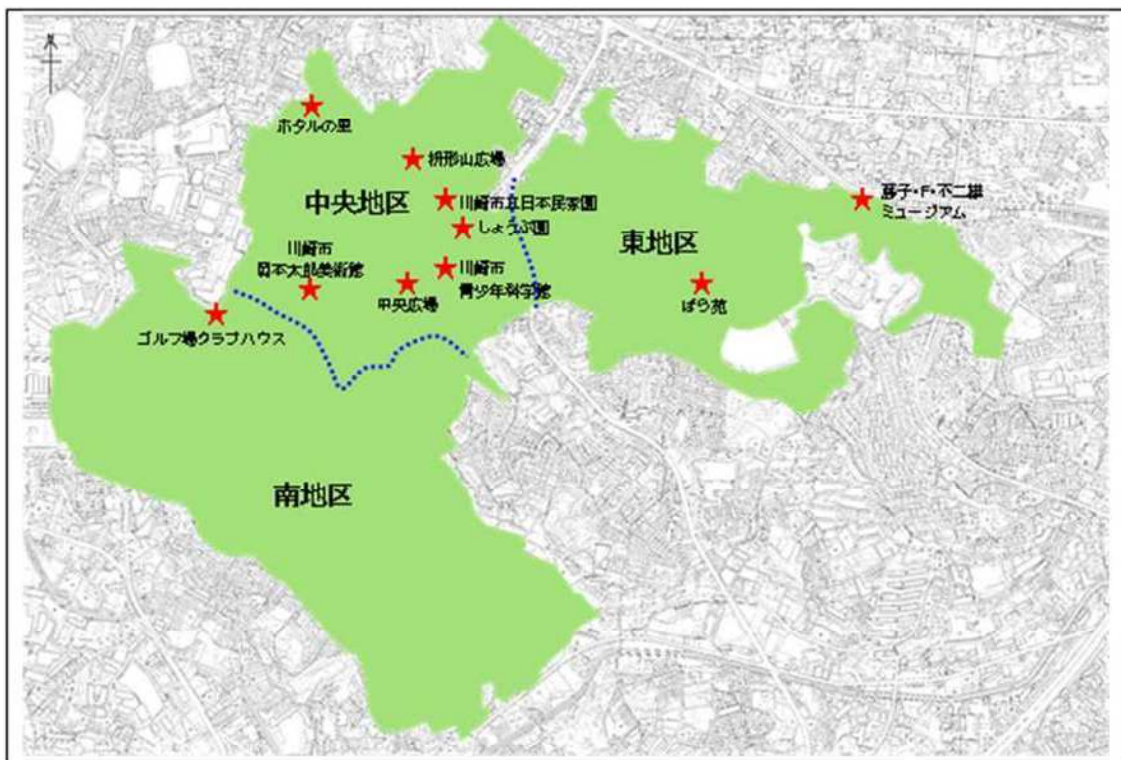 N
ホタルの里
枡形山広場
中央地区
川崎市立日本民家園
しょうぶ園
川崎市
岡本太郎美術館
川崎市
青少年科学館
中央広場
ゴルフ場クラブハウス
東地区
藤子・F・不二雄
ミュージアム
ばら苑
南地区